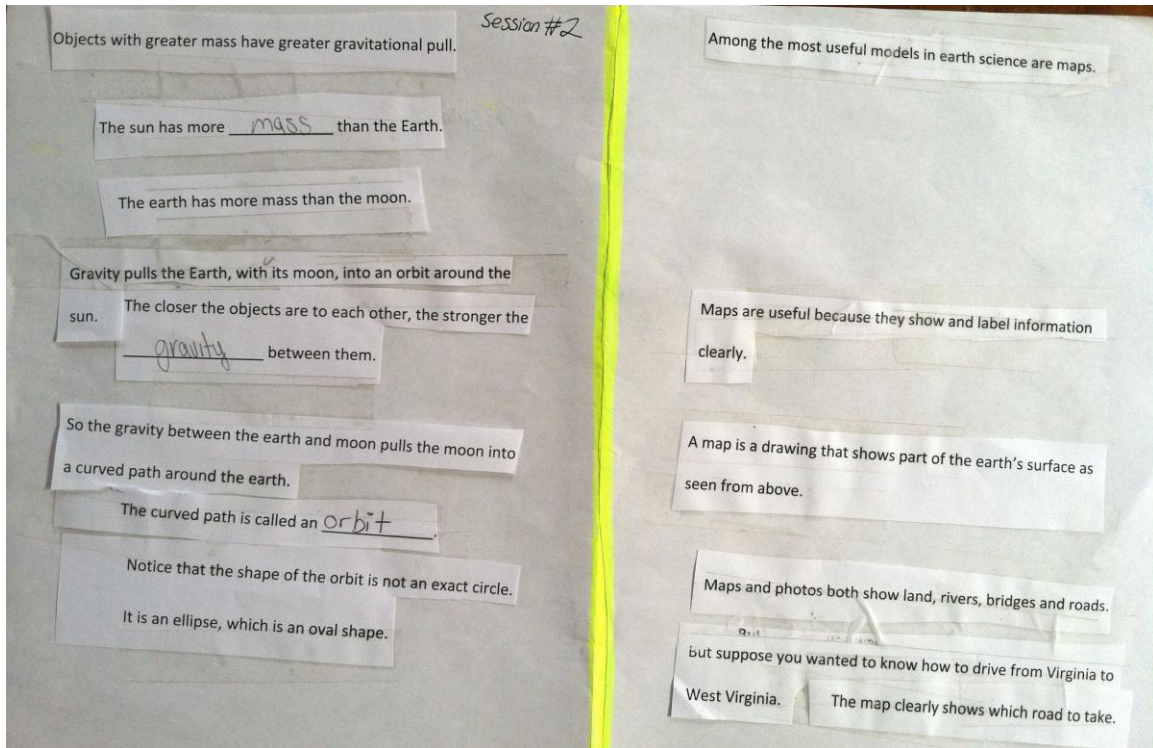 Session #2
Objects with greater mass have greater gravitational pull.
The sun has more mass than the Earth.
The earth has more mass than the moon.
Gravity pulls the Earth, with its moon, into an orbit around the
sun. The closer the objects are to each other, the stronger the
gravity between them.
So the gravity between the earth and moon pulls the moon into
a curved path around the earth.
The curved path is called an orbit.
Notice that the shape of the orbit is not an exact circle.
It is an ellipse, which is an oval shape.
Among the most useful models in earth science are maps.
Maps are useful because they show and label information
clearly.
A map is a drawing that shows part of the earth's surface as
seen from above.
Maps and photos both show land, rivers, bridges and roads.
But suppose you wanted to know how to drive from Virginia to
West Virginia. The map clearly shows which road to take.